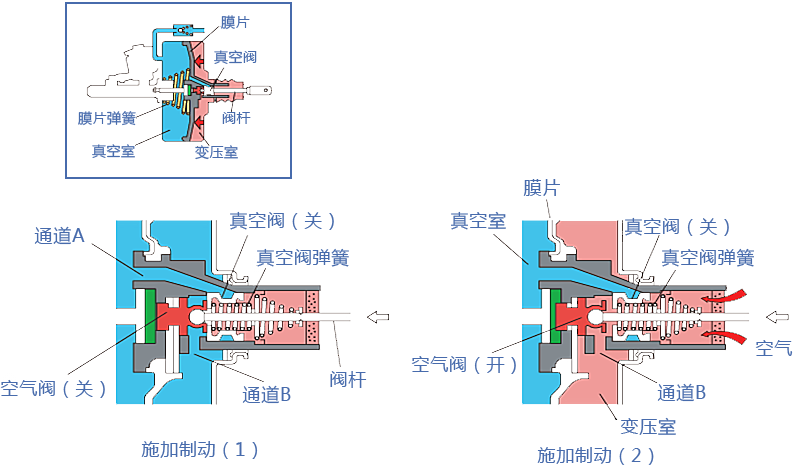 膜片
真空阀
膜片弹簧
阀杆
真空室
变压室
通道A
真空阀（关）
真空阀弹簧
空气阀（关）
通道B
阀杆
施加制动（1）
膜片
真空室
真空阀（关）
真空阀弹簧
空气
空气阀（开）
通道B
变压室
施加制动（2）